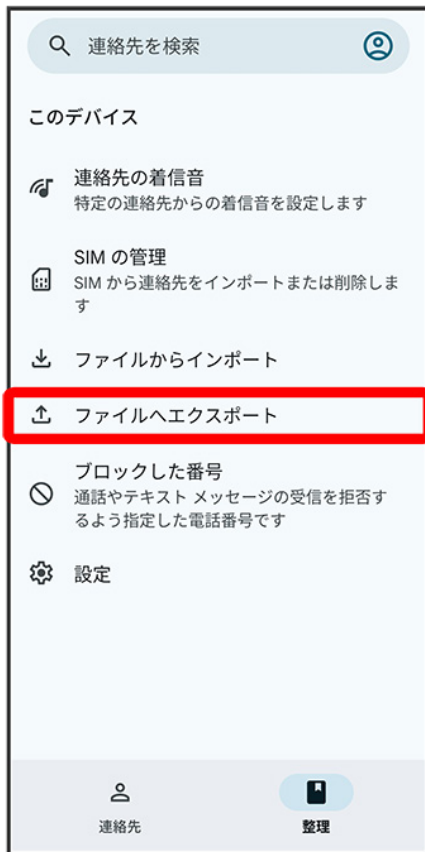 連絡先を検索
このデバイス
連絡先の着信音
特定の連絡先からの着信音を設定します
SIM の管理
SIM から連絡先をインポートまたは削除しま
す
ファイルからインポート
ファイルへエクスポート
ブロックした番号
通話やテキスト メッセージの受信を拒否す
るよう指定した電話番号です
設定
連絡先
整理